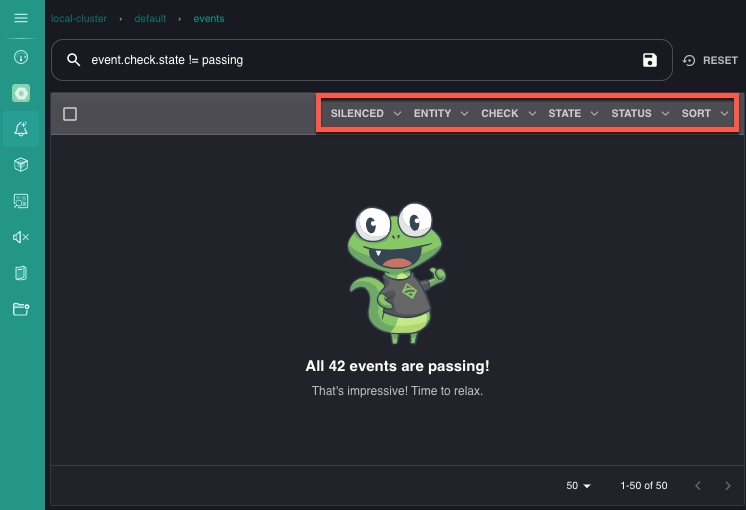 local-cluster › default › events
event.check.state != passing
RESET
SILENCED ENTITY CHECK STATE STATUS SORT
All 42 events are passing!
That's impressive! Time to relax.
50 1-50 of 50